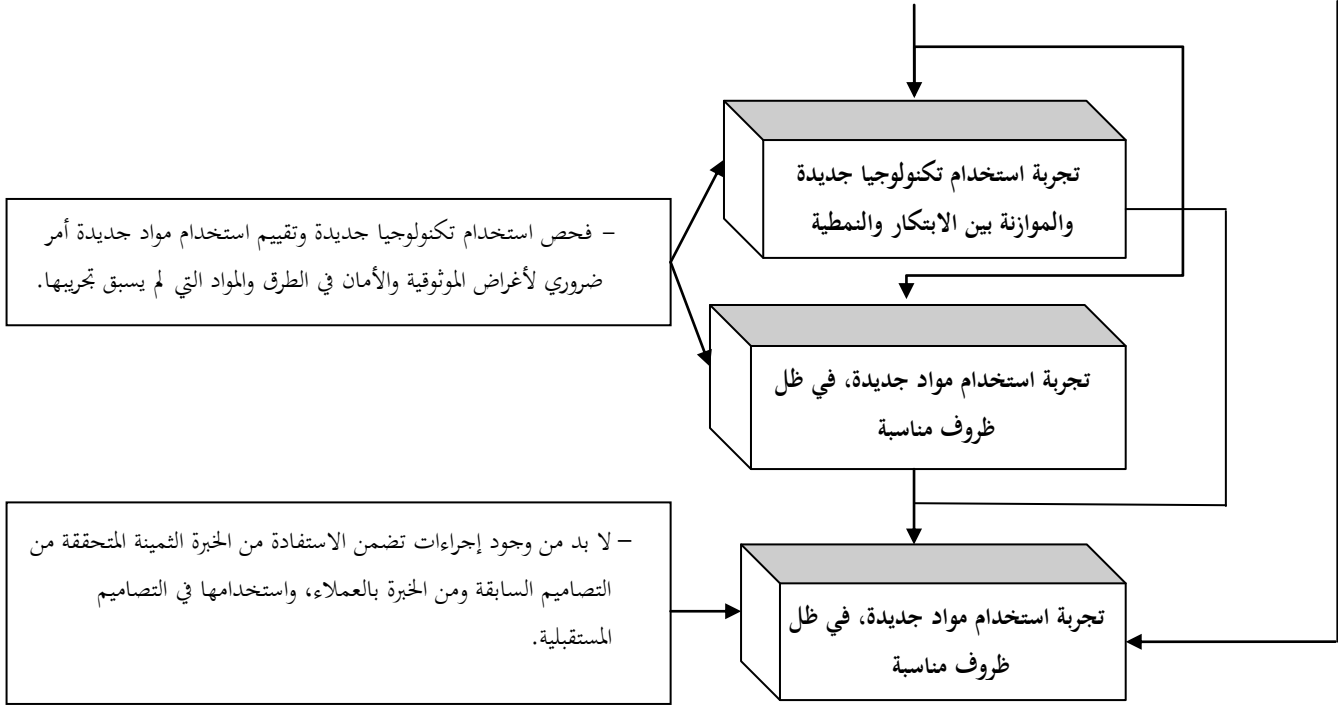 تجربة استخدام تكنولوجيا جديدة
والموازنة بين الابتكار والنمطية
– فحص استخدام تكنولوجيا جديدة وتقييم استخدام مواد جديدة أمر
ضروري لأغراض الموثوقية والأمان في الطرق والمواد التي لم يسبق تجريبها.
تجربة استخدام مواد جديدة، في ظل
ظروف مناسبة
– لا بد من وجود إجراءات تضمن الاستفادة من الخبرة الثمينة المتحققة من
التصاميم السابقة ومن الخبرة بالعملاء، واستخدامها في التصاميم
المستقبلية.
تجربة استخدام مواد جديدة، في ظل
ظروف مناسبة